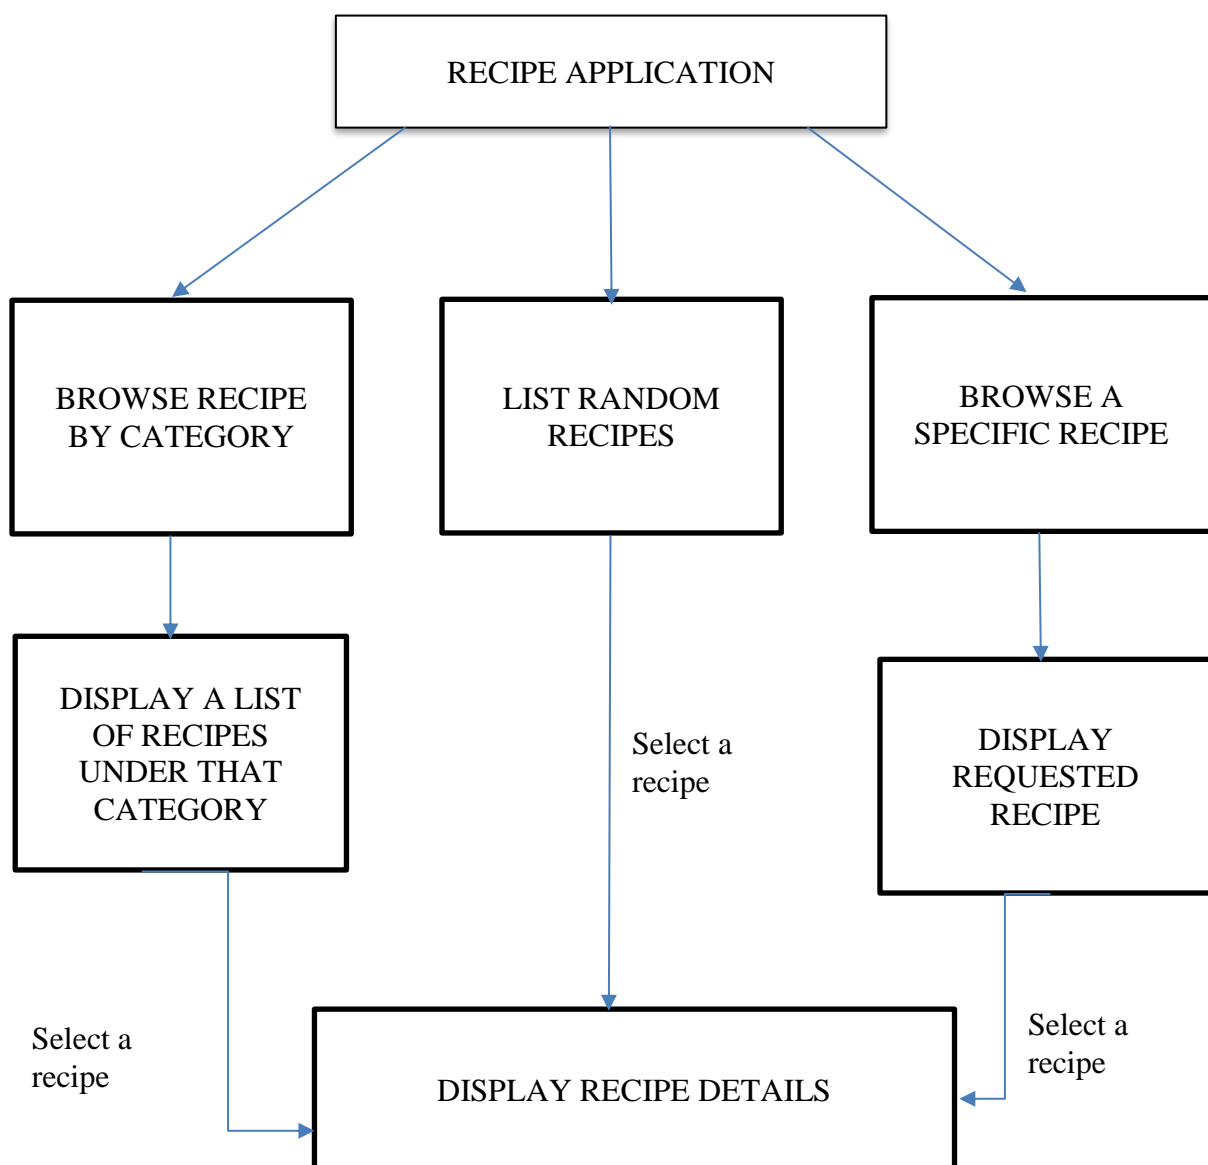 RECIPE APPLICATION
BROWSE RECIPE
BY CATEGORY
LIST RANDOM
RECIPES
BROWSE A
SPECIFIC RECIPE
DISPLAY A LIST
OF RECIPES
UNDER THAT
CATEGORY
Select a
recipe
DISPLAY
REQUESTED
RECIPE
Select a
recipe
Select a
recipe
DISPLAY RECIPE DETAILS